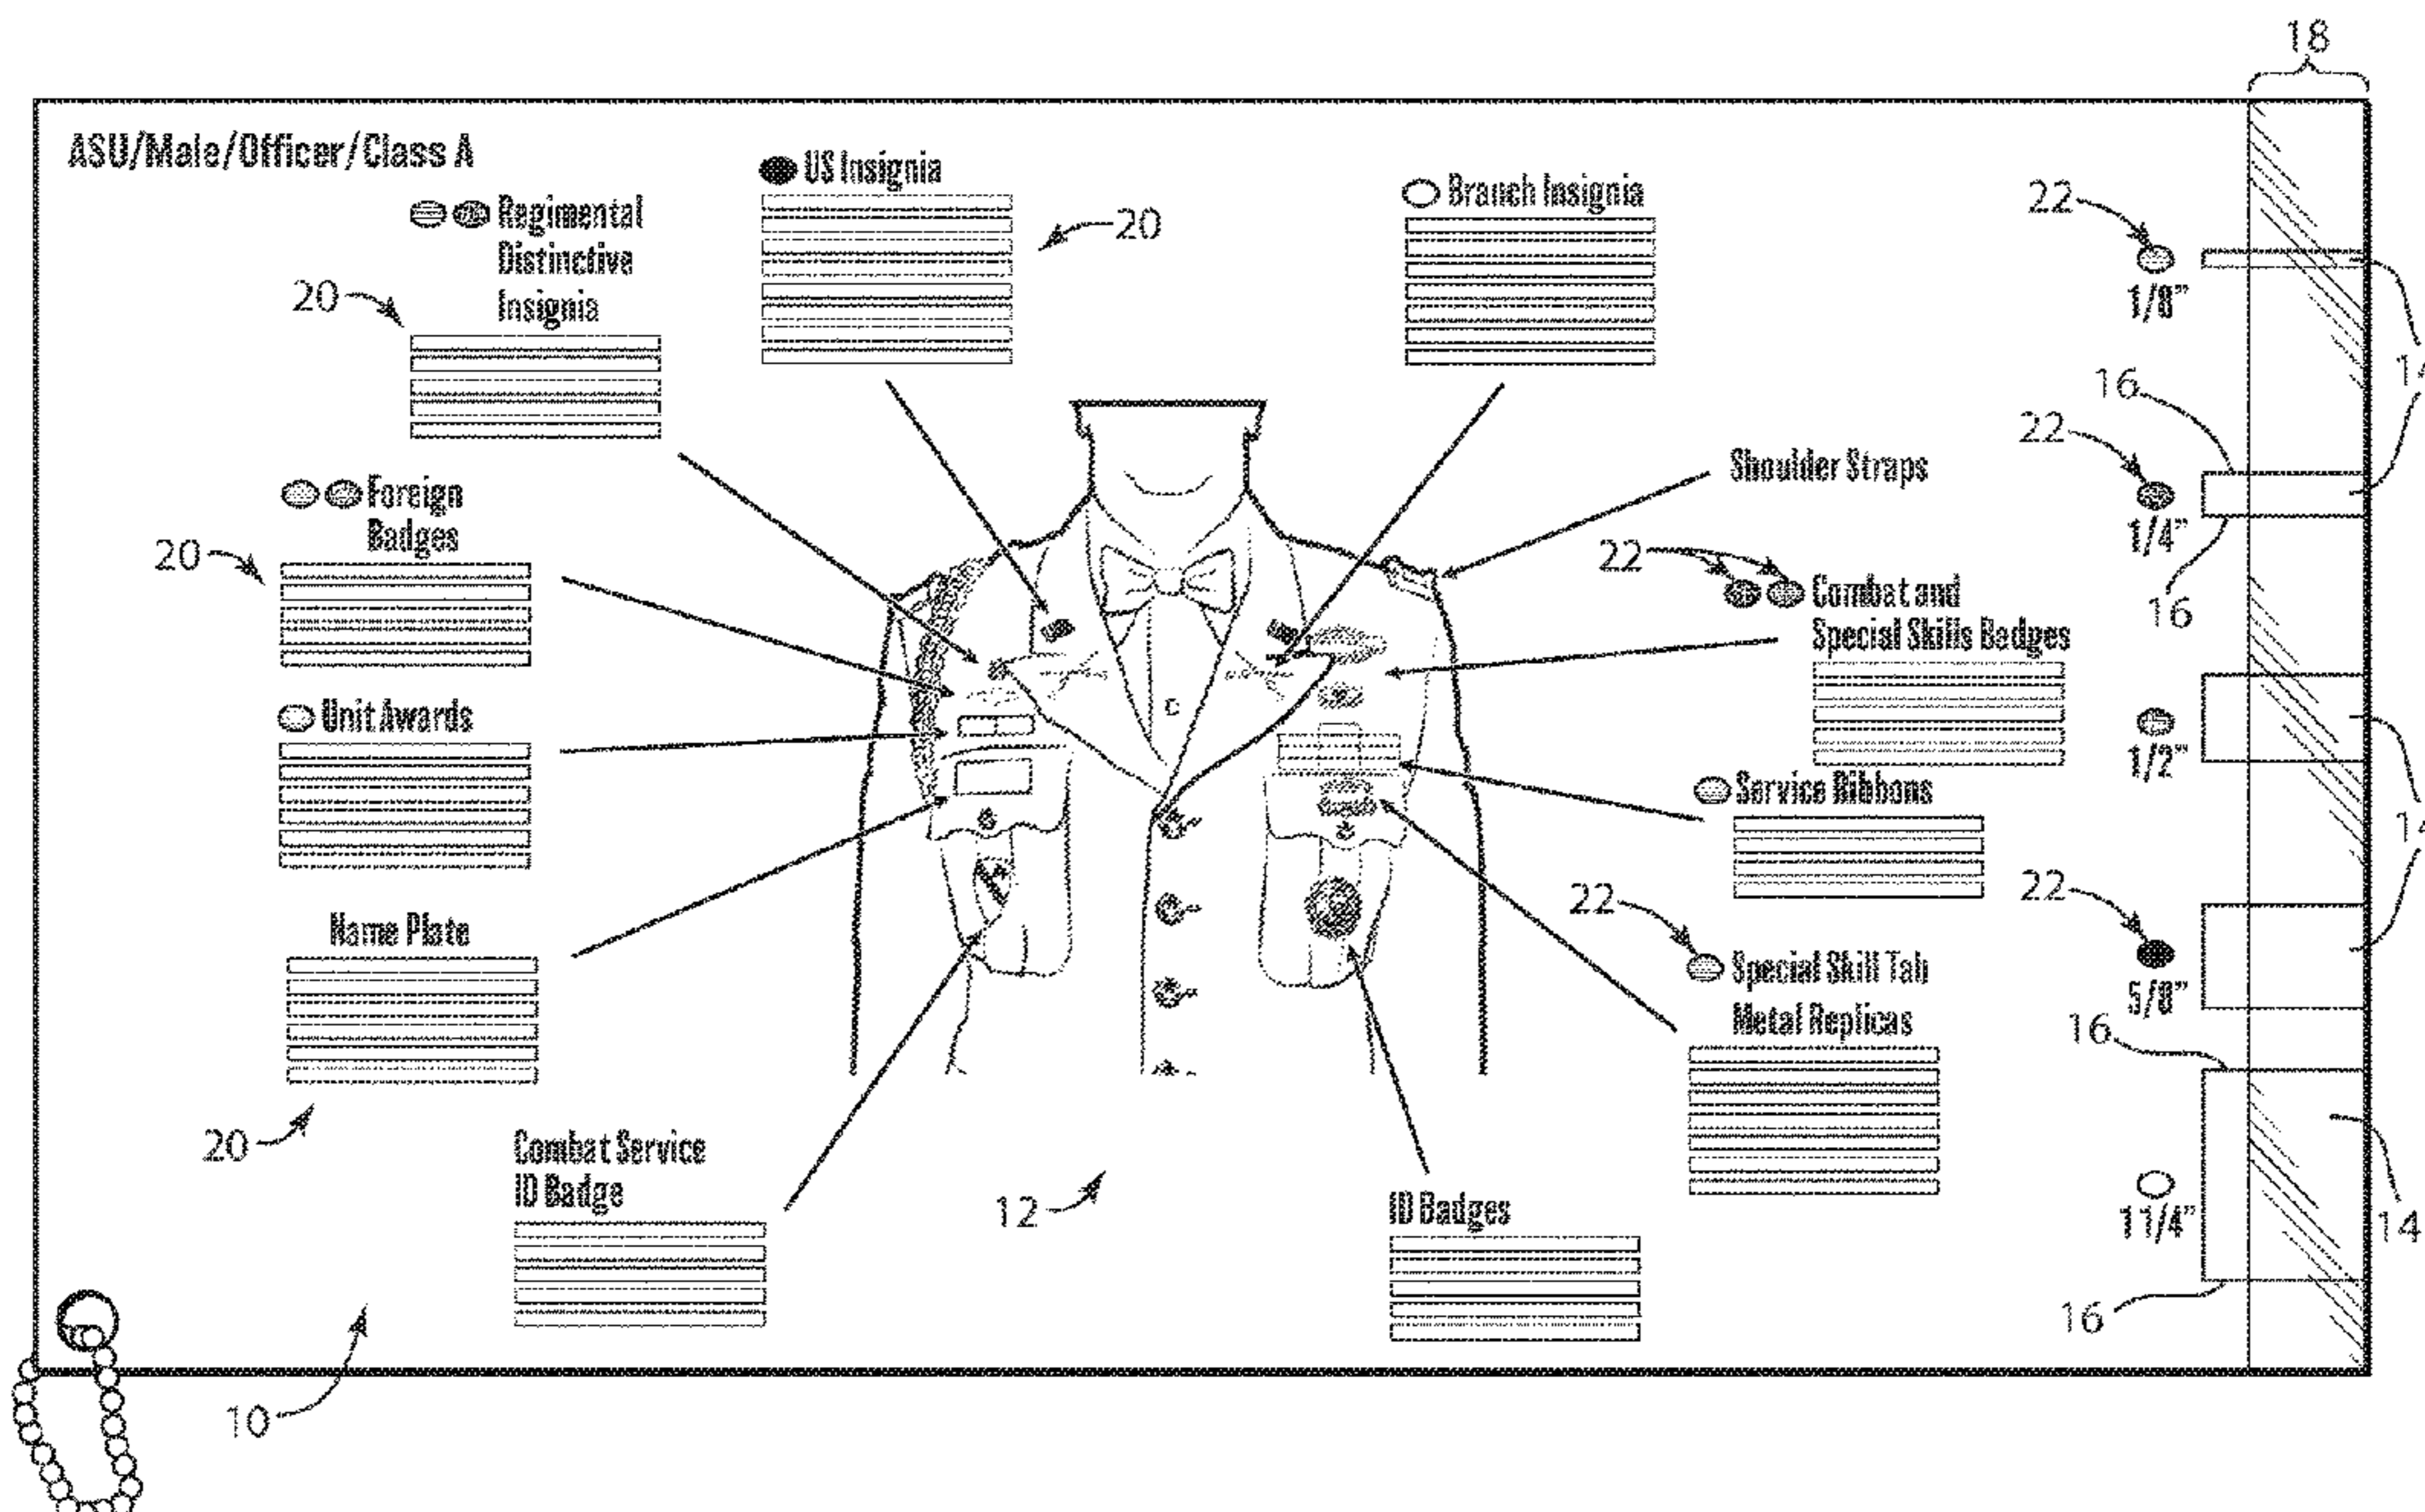 18
ASU/Male/Officer/Class A
US Insignia
Branch Insignia
22
Regimental
Distinctive
Insignia
20
20
1/8"
14
16
22
Shoulder Straps
Foreign
Badges
20
1/4"
16
22
Combat and
Special Skills Badges
Unit Awards
1/2"
Service Ribbons
14
22
22
Name Plate
Special Skill Tab
Metal Replicas
5/8"
16
20
Combat Service
ID Badge
12
ID Badges
1 1/4"
14
16
10